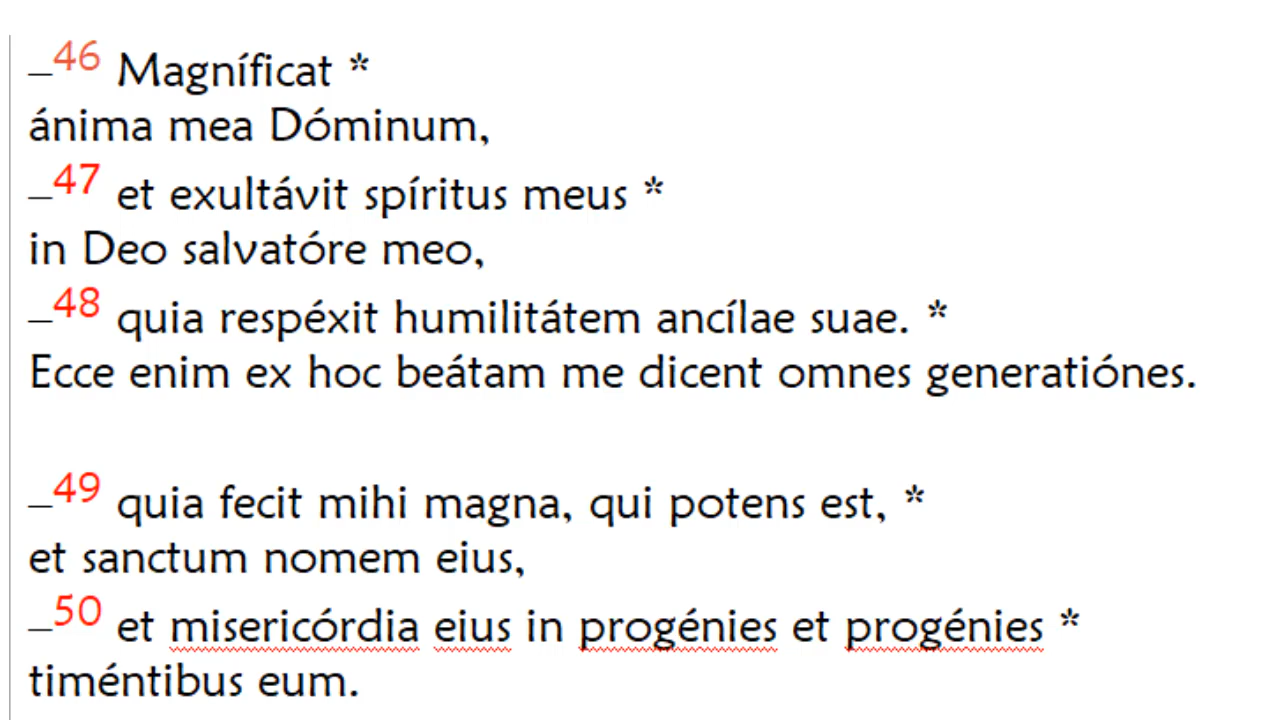 –46 Magníficat *
ánima mea Dóminum,
–47 et exultávit spíritus meus *
in Deo salvatóre meo,
–48 quia respéxit humilitátem ancílae suae. *
Ecce enim ex hoc beátam me dicent omnes generatiónes.
–49 quia fecit mihi magna, qui potens est, *
et sanctum nomem eius,
–50 et misericórdia eius in progénies et progénies *
timéntibus eum.